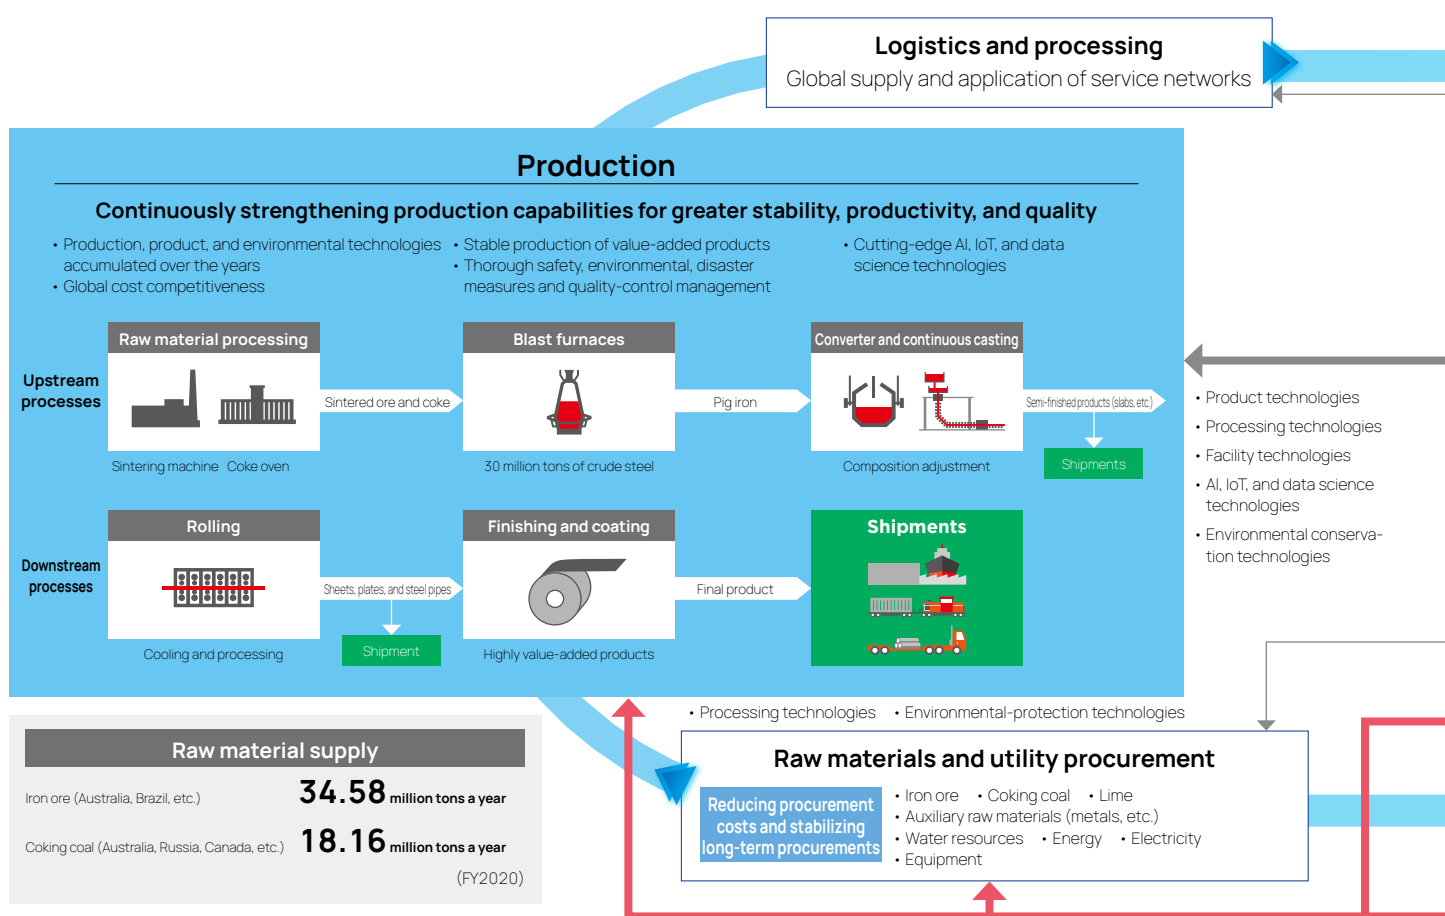 Logistics and processing
Global supply and application of service networks
Production
Continuously strengthening production capabilities for greater stability, productivity, and quality
• Production, product, and environmental technologies
accumulated over the years
• Global cost competitiveness
• Stable production of value-added products
• Thorough safety, environmental, disaster
measures and quality-control management
• Cutting-edge AI, IoT, and data
science technologies
Upstream
processes
Raw material processing
Sintering machine Coke oven
Sintered ore and coke
Blast furnaces
30 million tons of crude steel
Pig iron
Converter and continuous casting
Composition adjustment
Semi-finished products (slabs, etc.)
Shipments
Downstream
processes
Rolling
Cooling and processing
Sheets, plates, and steel pipes
Shipment
Finishing and coating
Highly value-added products
Final product
Shipments
• Product technologies
• Processing technologies
• Facility technologies
• AI, IoT, and data science
technologies
• Environmental conserva-
tion technologies
• Processing technologies • Environmental-protection technologies
Raw material supply
Iron ore (Australia, Brazil, etc.) 34.58 million tons a year
Coking coal (Australia, Russia, Canada, etc.) 18.16 million tons a year
(FY2020)
Raw materials and utility procurement
Reducing procurement
costs and stabilizing
long-term procurements
• Iron ore • Coking coal • Lime
• Auxiliary raw materials (metals, etc.)
• Water resources • Energy • Electricity
• Equipment